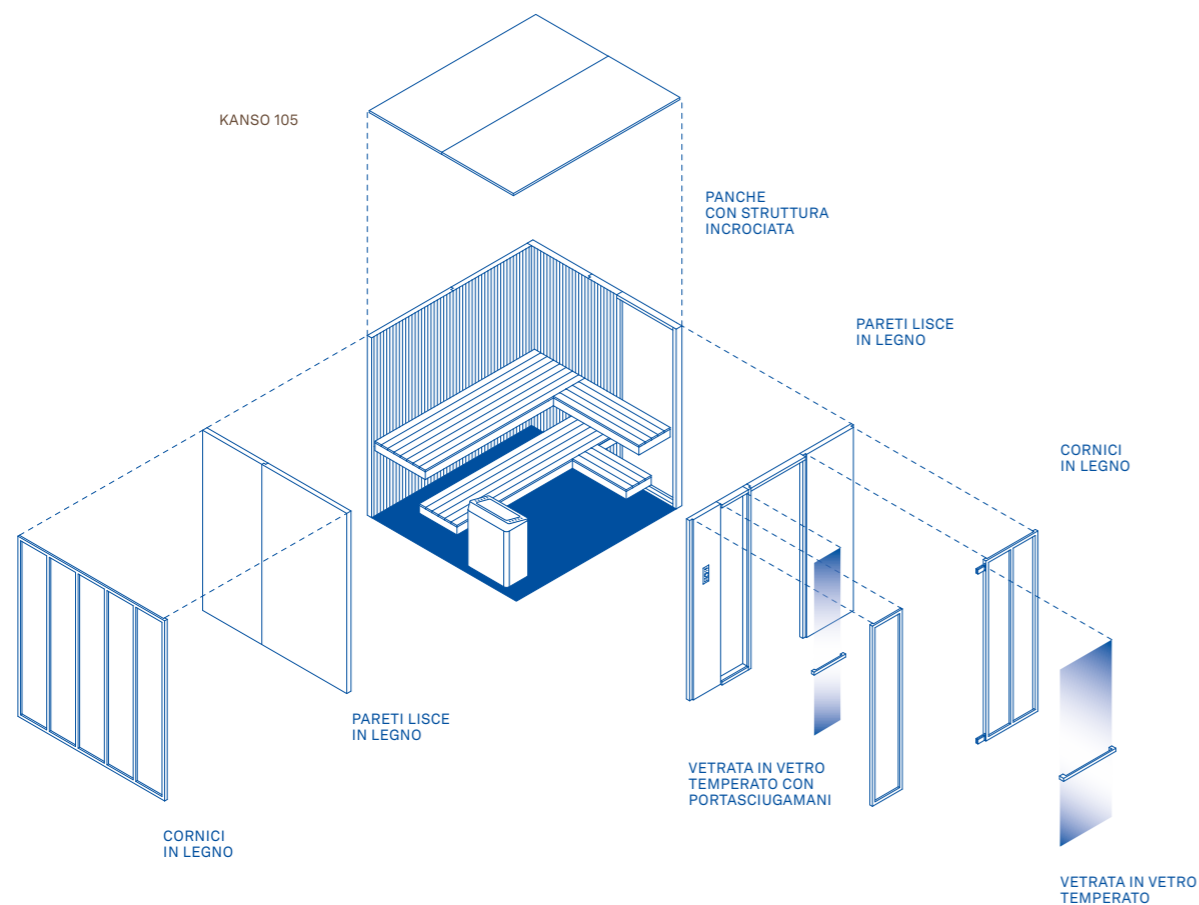 KANSO 105
PANCHE
CON STRUTTURA
INCROCIATA
PARETI LISCE
IN LEGNO
CORNICI
IN LEGNO
PARETI LISCE
IN LEGNO
VETRATA IN VETRO
TEMPERATO CON
PORTASCIUGAMANI
CORNICI
IN LEGNO
VETRATA IN VETRO
TEMPERATO